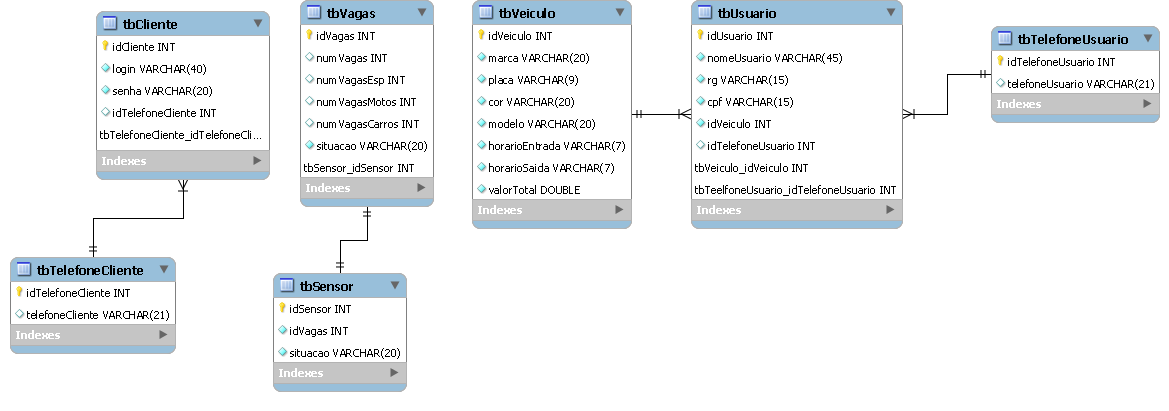 tbCliente
idCliente INT
login VARCHAR(40)
senha VARCHAR(20)
idTelefoneCliente INT
tbTelefoneCliente_idTelefoneCli...
Indexes
tbTelefoneCliente
idTelefoneCliente INT
telefoneCliente VARCHAR(21)
Indexes
tbVagas
idVagas INT
numVagas INT
numVagasEsp INT
numVagasMotos INT
numVagasCarros INT
situacao VARCHAR(20)
tbSensor_idSensor INT
Indexes
tbSensor
idSensor INT
idVagas INT
situacao VARCHAR(20)
Indexes
tbVeiculo
idVeiculo INT
marca VARCHAR(20)
placa VARCHAR(9)
cor VARCHAR(20)
modelo VARCHAR(20)
horarioEntrada VARCHAR(7)
horarioSaida VARCHAR(7)
valorTotal DOUBLE
Indexes
tbUsuario
idUsuario INT
nomeUsuario VARCHAR(45)
rg VARCHAR(15)
cpf VARCHAR(15)
idVeiculo INT
idTelefoneUsuario INT
tbVeiculo_idVeiculo INT
tbTeelfoneUsuario_idTelefoneUsuario INT
Indexes
tbTelefoneUsuario
idTelefoneUsuario INT
telefoneUsuario VARCHAR(21)
Indexes